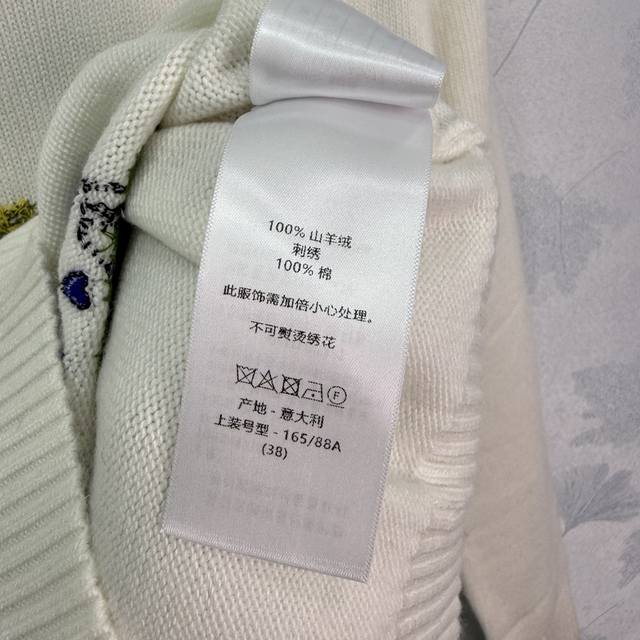 100% 山羊绒
刺绣
100% 棉
此服饰需加倍小心处理。
不可熨烫绣花
F
产地 - 意大利
上装号型 - 165/88A
(38)